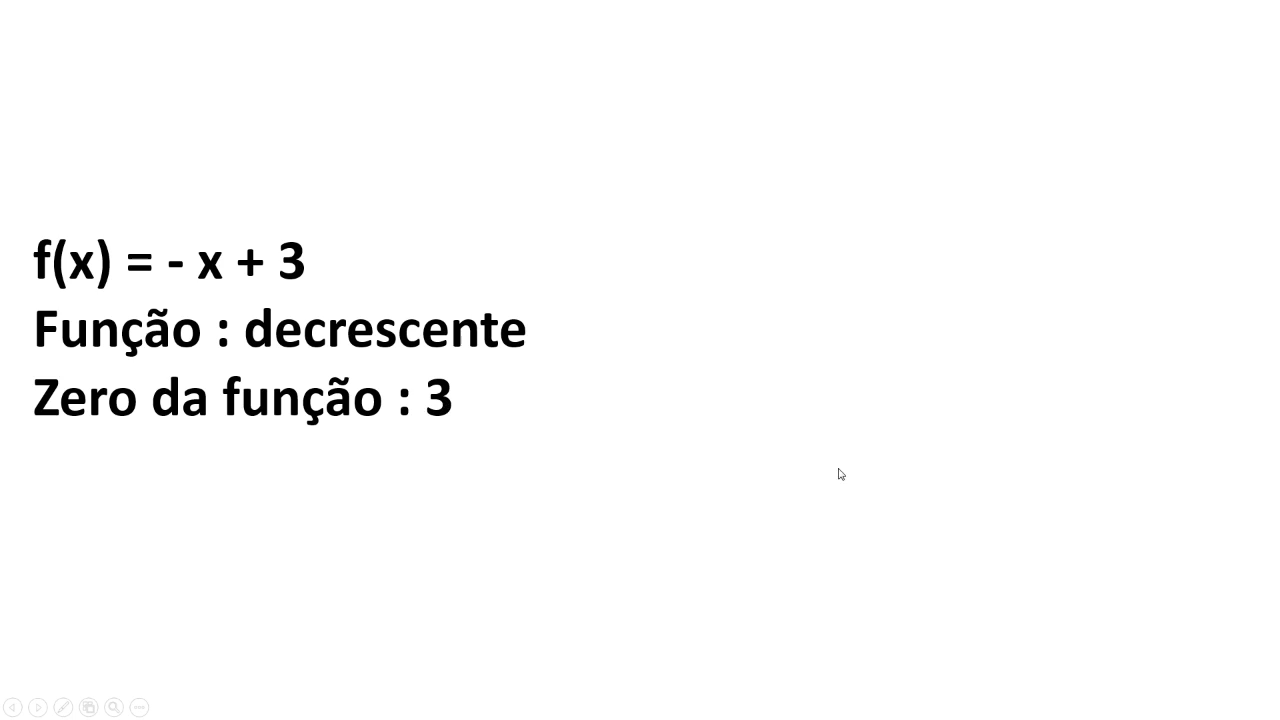 f(x) = - x + 3
Função : decrescente
Zero da função : 3